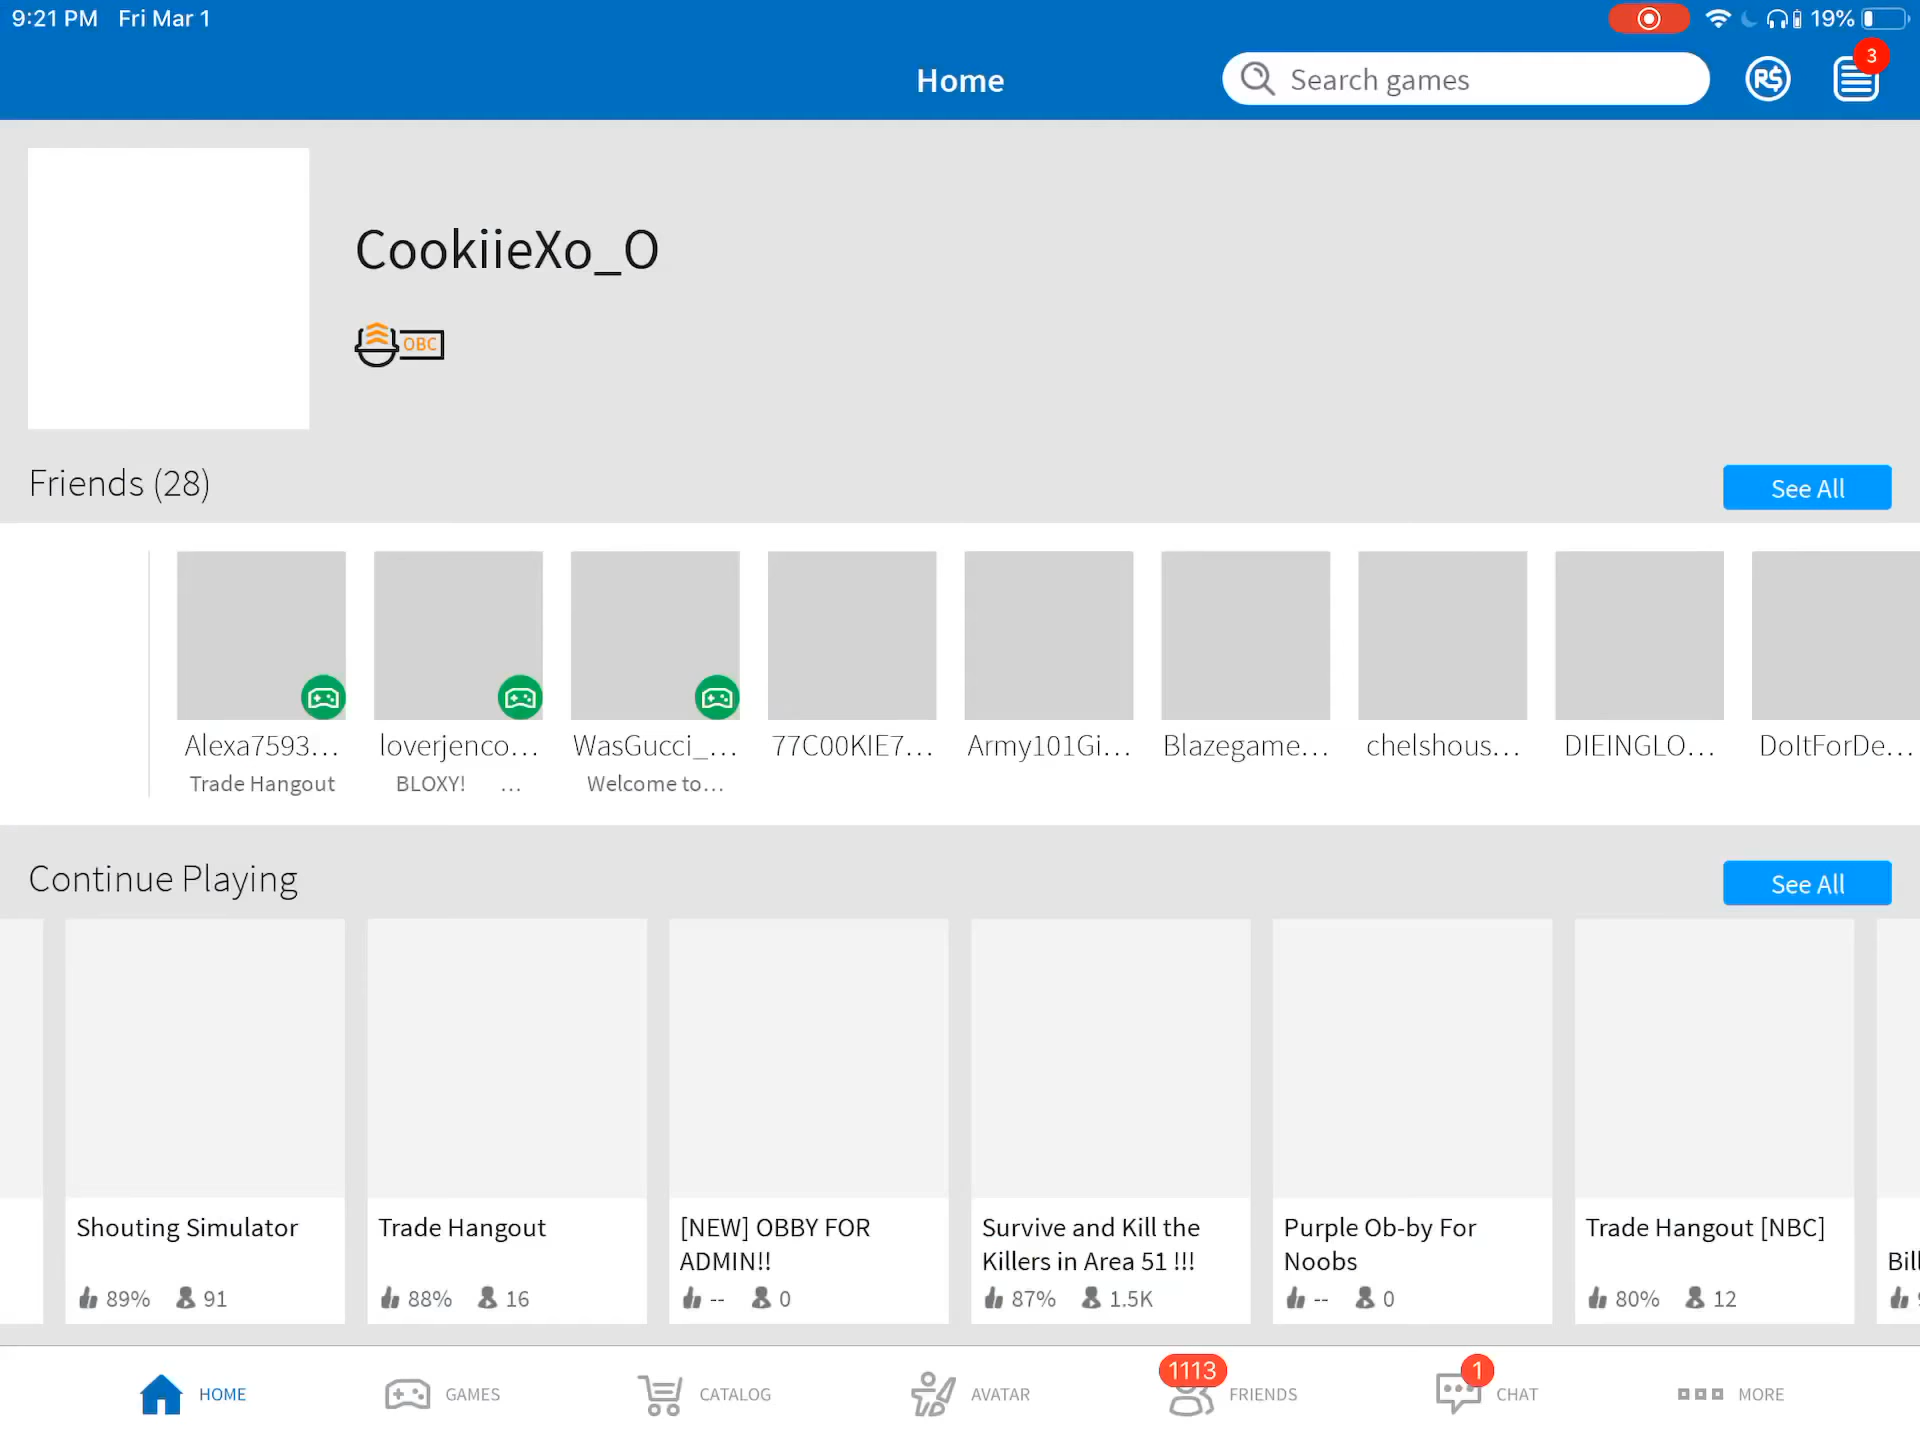 9:21 PM Fri Mar 1
19%
Home
Search games
R$
3
CookiieXo_O
OBC
Friends (28)
See All
Alexa7593... loverjenco... WasGucci_... 77C00KIE7... Army101Gi... Blazegame... chelshous... DIEINGLO... DoItForDe...
Trade Hangout BLOXY! ... Welcome to...
Continue Playing
See All
Shouting Simulator
89% 91
Trade Hangout
88% 16
[NEW] OBBY FOR
ADMIN!!
-- 0
Survive and Kill the
Killers in Area 51 !!!
87% 1.5K
Purple Ob-by For
Noobs
-- 0
Trade Hangout [NBC]
80% 12
HOME
GAMES
CATALOG
AVATAR
1113
FRIENDS
1
CHAT
MORE